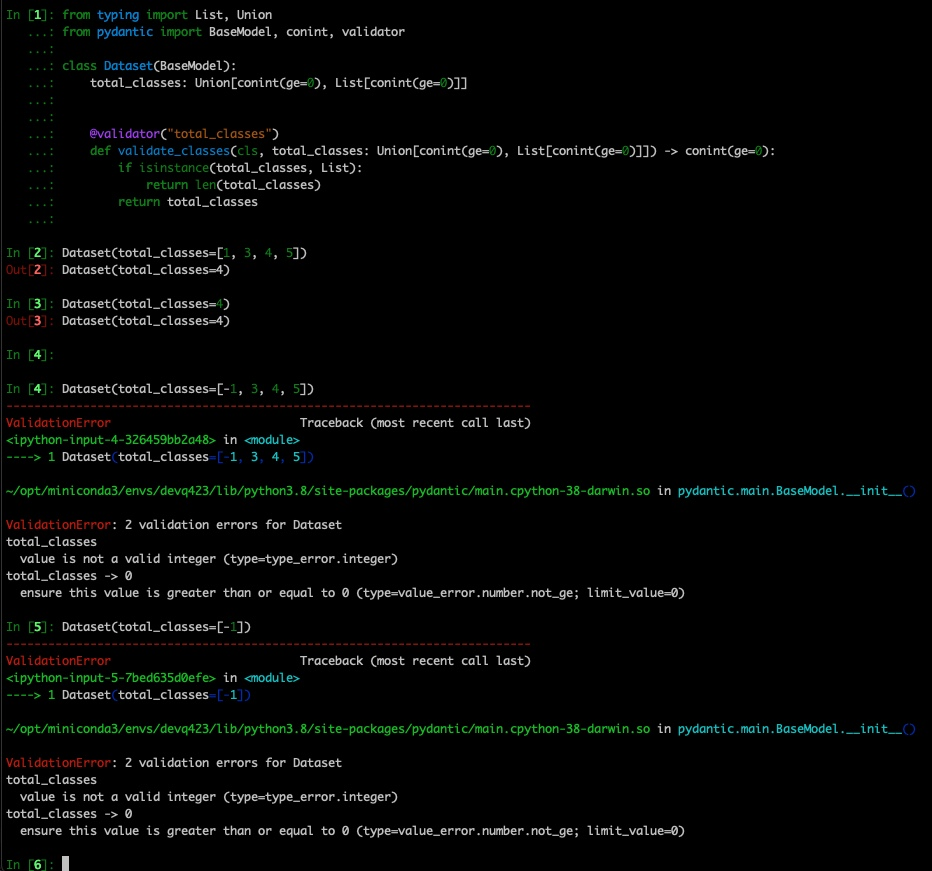 In [1]: from typing import List, Union
   ...: from pydantic import BaseModel, conint, validator
   ...:
   ...: class Dataset(BaseModel):
   ...:     total_classes: Union[conint(ge=0), List[conint(ge=0)]]
   ...:
   ...:
   ...:     @validator("total_classes")
   ...:     def validate_classes(cls, total_classes: Union[conint(ge=0), List[conint(ge=0)]]) -> conint(ge=0):
   ...:         if isinstance(total_classes, List):
   ...:             return len(total_classes)
   ...:         return total_classes
   ...:
In [2]: Dataset(total_classes=[1, 3, 4, 5])
Out[2]: Dataset(total_classes=4)
In [3]: Dataset(total_classes=4)
Out[3]: Dataset(total_classes=4)
In [4]:
In [4]: Dataset(total_classes=[-1, 3, 4, 5])
---------------------------------------------------------------------------
ValidationError                           Traceback (most recent call last)
<ipython-input-4-326459bb2a48> in <module>
----> 1 Dataset(total_classes=[-1, 3, 4, 5])
~/opt/miniconda3/envs/devq423/lib/python3.8/site-packages/pydantic/main.cpython-38-darwin.so in pydantic.main.BaseModel.__init__()
ValidationError: 2 validation errors for Dataset
total_classes
  value is not a valid integer (type=type_error.integer)
total_classes -> 0
  ensure this value is greater than or equal to 0 (type=value_error.number.not_ge; limit_value=0)
In [5]: Dataset(total_classes=[-1])
---------------------------------------------------------------------------
ValidationError                           Traceback (most recent call last)
<ipython-input-5-7bed635d0efe> in <module>
----> 1 Dataset(total_classes=[-1])
~/opt/miniconda3/envs/devq423/lib/python3.8/site-packages/pydantic/main.cpython-38-darwin.so in pydantic.main.BaseModel.__init__()
ValidationError: 2 validation errors for Dataset
total_classes
  value is not a valid integer (type=type_error.integer)
total_classes -> 0
  ensure this value is greater than or equal to 0 (type=value_error.number.not_ge; limit_value=0)
In [6]: